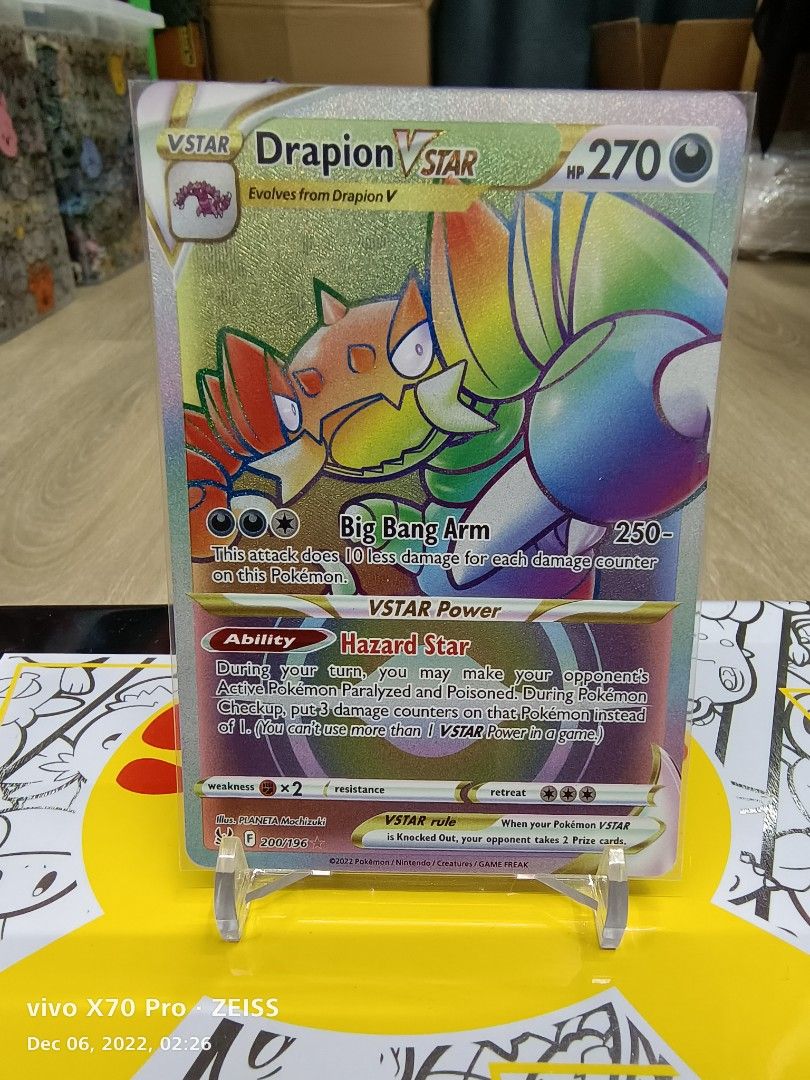 VSTAR
Drapion VSTAR
HP 270
Evolves from Drapion V
Big Bang Arm 250-
This attack does 10 less damage for each damage counter
on this Pokémon.
VSTAR Power
Ability Hazard Star
During your turn, you may make your opponent's
Active Pokémon Paralyzed and Poisoned. During Pokémon
Checkup, put 3 damage counters on that Pokémon instead
of 1. (You can't use more than 1 VSTAR Power in a game.)
weakness ×2 resistance retreat
Illus. PLANETA Mochizuki
F 200/196 ☆
VSTAR rule When your Pokémon VSTAR
is Knocked Out, your opponent takes 2 Prize cards.
©2022 Pokémon / Nintendo / Creatures / GAME FREAK
vivo X70 Pro · ZEISS
Dec 06, 2022, 02:26